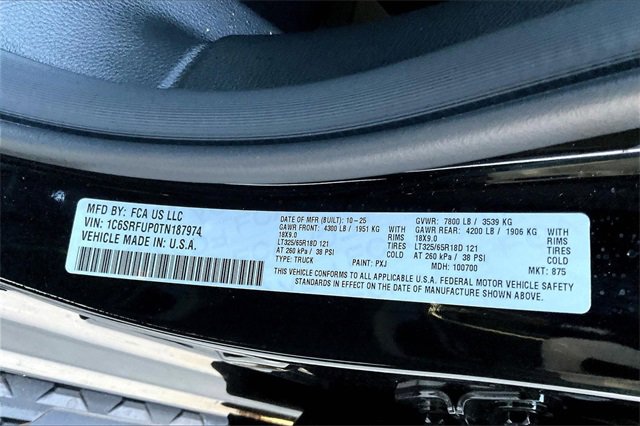 MFD BY: FCA US LLC
VIN: 1C6SRFUP0TN187974
VEHICLE MADE IN U.S.A.
DATE OF MFR (BUILT): 10-25 GVWR: 7800 LB / 3539 KG
GAWR FRONT: 4300 LB / 1951 KG WITH GAWR REAR: 4200 LB / 1906 KG WITH
18X9.0 RIMS 18X9.0 RIMS
LT325/65R18D 121 TIRES LT325/65R18D 121 TIRES
AT 260 kPa / 38 PSI COLD AT 260 kPa / 38 PSI COLD
TYPE: TRUCK PAINT: PXJ MDH: 100700 MKT: 875
THIS VEHICLE CONFORMS TO ALL APPLICABLE U.S.A. FEDERAL MOTOR VEHICLE SAFETY
STANDARDS IN EFFECT ON THE DATE OF MANUFACTURE SHOWN ABOVE.